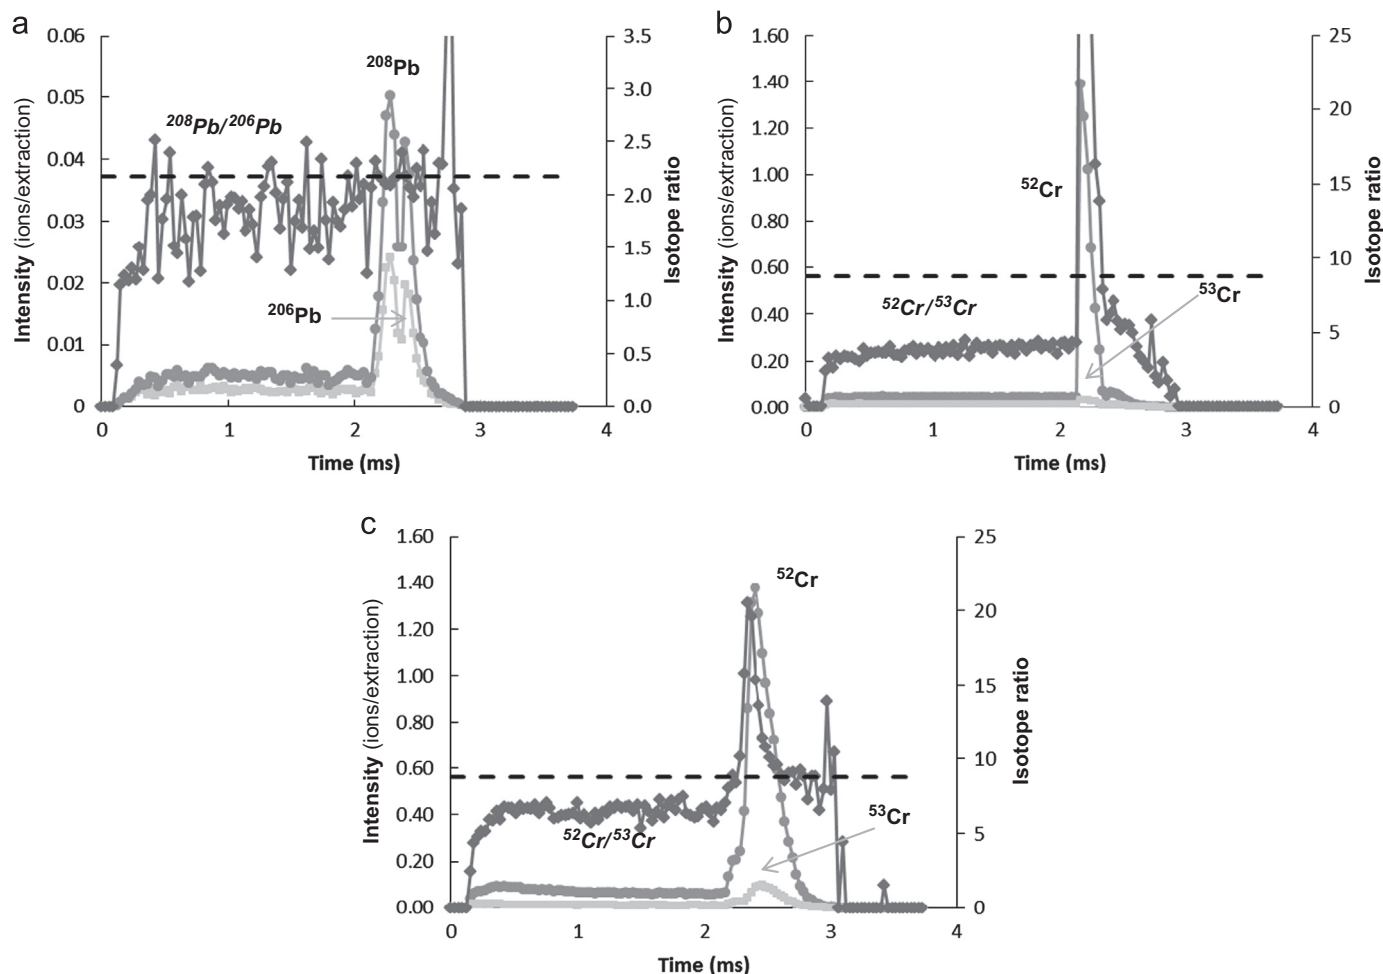 a
0.06
0.05
0.04
0.03
0.02
0.01
0
3.5
3.0
2.5
2.0
1.5
1.0
0.5
0.0
0 1 2 3 4
Time (ms)
Intensity (ions/extraction)
Isotope ratio
²⁰⁸Pb
²⁰⁸Pb/²⁰⁶Pb
²⁰⁶Pb
b
1.60
1.40
1.20
1.00
0.80
0.60
0.40
0.20
0.00
25
20
15
10
5
0
0 1 2 3 4
Time (ms)
Intensity (ions/extraction)
Isotope ratio
⁵²Cr
⁵²Cr/⁵³Cr
⁵³Cr
c
1.60
1.40
1.20
1.00
0.80
0.60
0.40
0.20
0.00
25
20
15
10
5
0
0 1 2 3 4
Time (ms)
Intensity (ions/extraction)
Isotope ratio
⁵²Cr
⁵³Cr
⁵²Cr/⁵³Cr